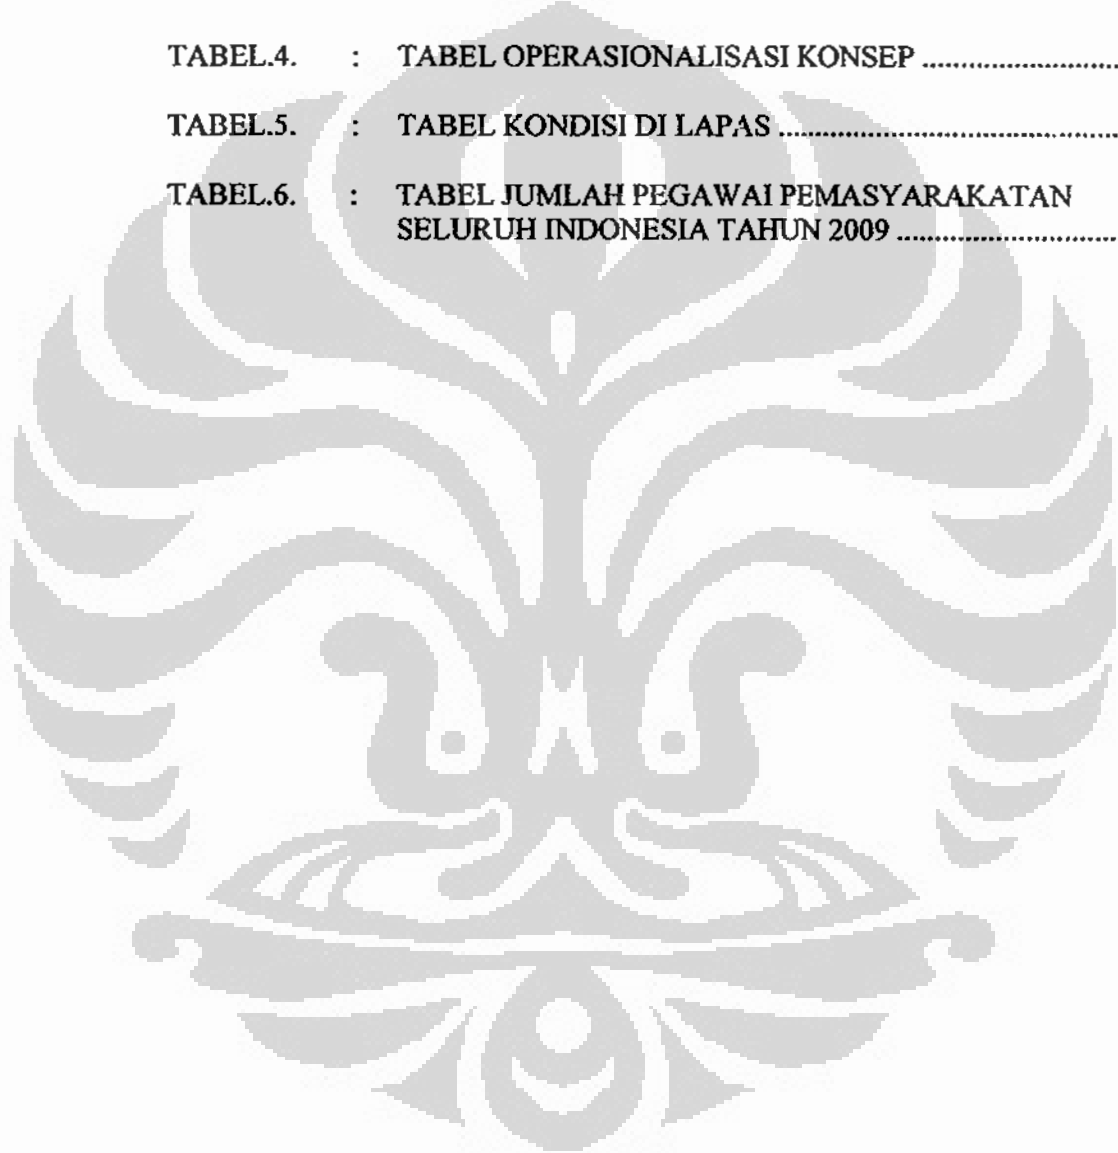 TABEL.4. : TABEL OPERASIONALISASI KONSEP ............................
TABEL.5. : TABEL KONDISI DI LAPAS ................................................
TABEL.6. : TABEL JUMLAH PEGAWAI PEMASYARAKATAN
SELURUH INDONESIA TAHUN 2009 ...............................